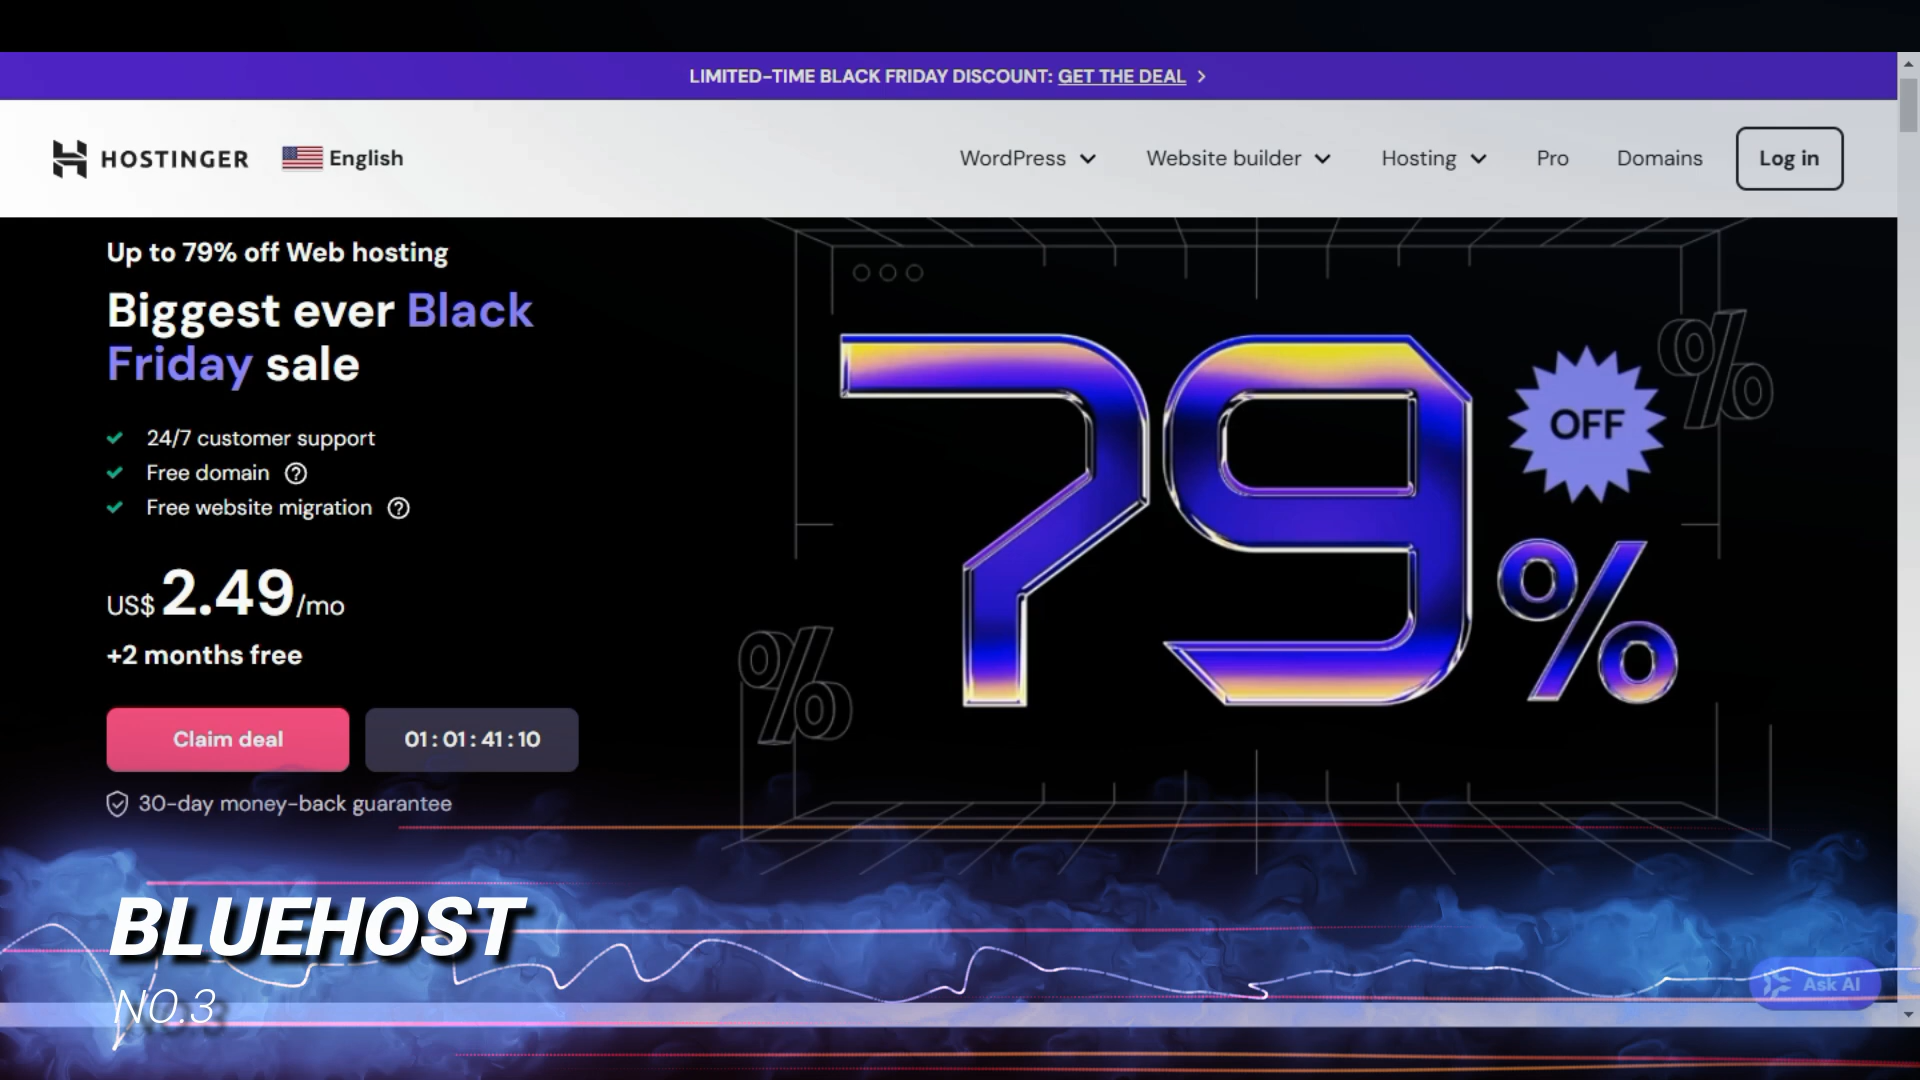 LIMITED-TIME BLACK FRIDAY DISCOUNT: GET THE DEAL
HOSTINGER English WordPress Website builder Hosting Pro Domains Log in
Up to 79% off Web hosting
Biggest ever Black
Friday sale
24/7 customer support
Free domain ?
Free website migration ?
US$ 2.49/mo
+2 months free
Claim deal
01 : 01 : 41 : 10
30-day money-back guarantee
79%
OFF
%
%
BLUEHOST
NO.3
Ask AI